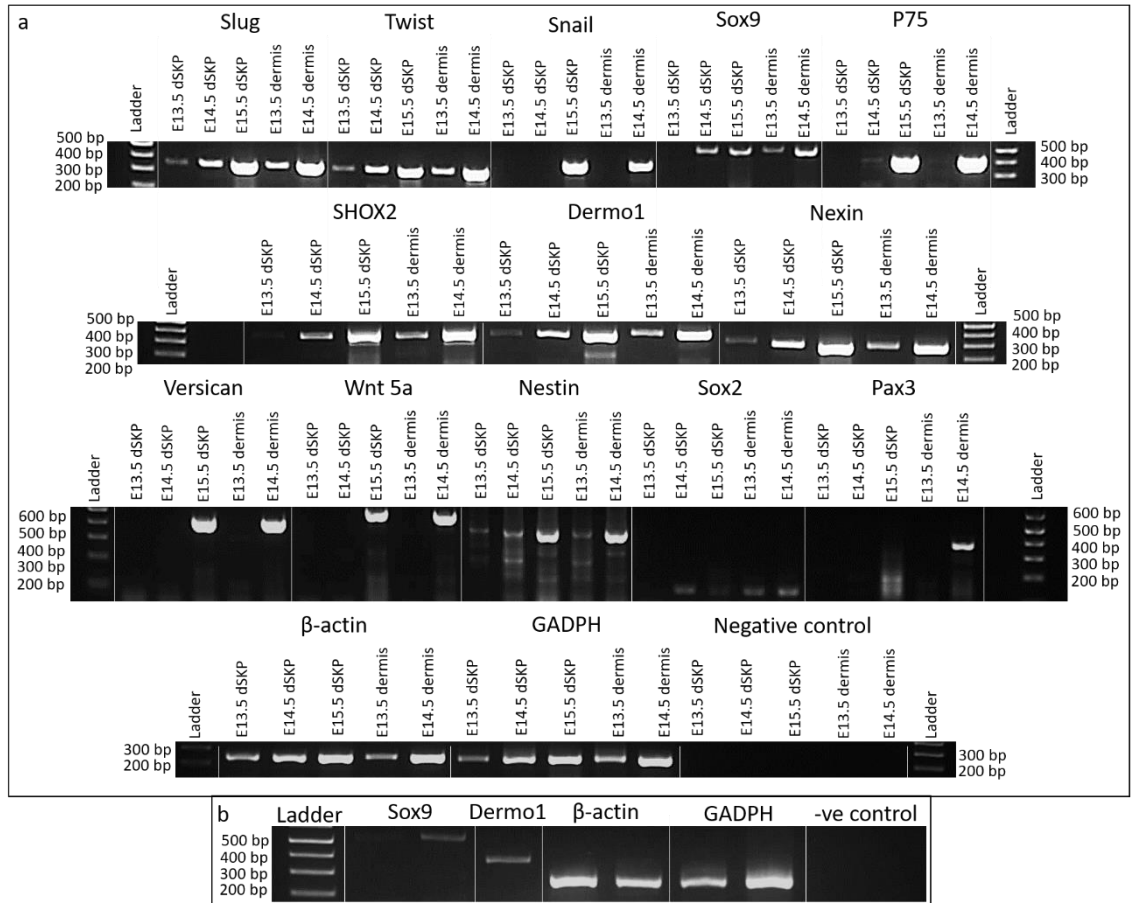 a
Slug Twist Snail Sox9 P75
Ladder E13.5 dSKP E14.5 dSKP E15.5 dSKP E13.5 dermis E14.5 dermis E13.5 dSKP E14.5 dSKP E15.5 dSKP E13.5 dermis E14.5 dermis E13.5 dSKP E14.5 dSKP E15.5 dSKP E13.5 dermis E14.5 dermis E13.5 dSKP E14.5 dSKP E15.5 dSKP E13.5 dermis E14.5 dermis E13.5 dSKP E14.5 dSKP E15.5 dSKP E13.5 dermis E14.5 dermis Ladder
500 bp 500 bp
400 bp 400 bp
300 bp 300 bp
200 bp
SHOX2 Dermo1 Nexin
Ladder E13.5 dSKP E14.5 dSKP E15.5 dSKP E13.5 dermis E14.5 dermis E13.5 dSKP E14.5 dSKP E15.5 dSKP E13.5 dermis E14.5 dermis E13.5 dSKP E14.5 dSKP E15.5 dSKP E13.5 dermis E14.5 dermis Ladder
500 bp 500 bp
400 bp 400 bp
300 bp 300 bp
200 bp 200 bp
Versican Wnt 5a Nestin Sox2 Pax3
Ladder E13.5 dSKP E14.5 dSKP E15.5 dSKP E13.5 dermis E14.5 dermis E13.5 dSKP E14.5 dSKP E15.5 dSKP E13.5 dermis E14.5 dermis E13.5 dSKP E14.5 dSKP E15.5 dSKP E13.5 dermis E14.5 dermis E13.5 dSKP E14.5 dSKP E15.5 dSKP E13.5 dermis E14.5 dermis E13.5 dSKP E14.5 dSKP E15.5 dSKP E13.5 dermis E14.5 dermis Ladder
600 bp 600 bp
500 bp 500 bp
400 bp 400 bp
300 bp 300 bp
200 bp 200 bp
β-actin GADPH Negative control
Ladder E13.5 dSKP E14.5 dSKP E15.5 dSKP E13.5 dermis E14.5 dermis E13.5 dSKP E14.5 dSKP E15.5 dSKP E13.5 dermis E14.5 dermis E13.5 dSKP E14.5 dSKP E15.5 dSKP E13.5 dermis E14.5 dermis Ladder
300 bp 300 bp
200 bp 200 bp
b Ladder Sox9 Dermo1 β-actin GADPH -ve control
500 bp
400 bp
300 bp
200 bp